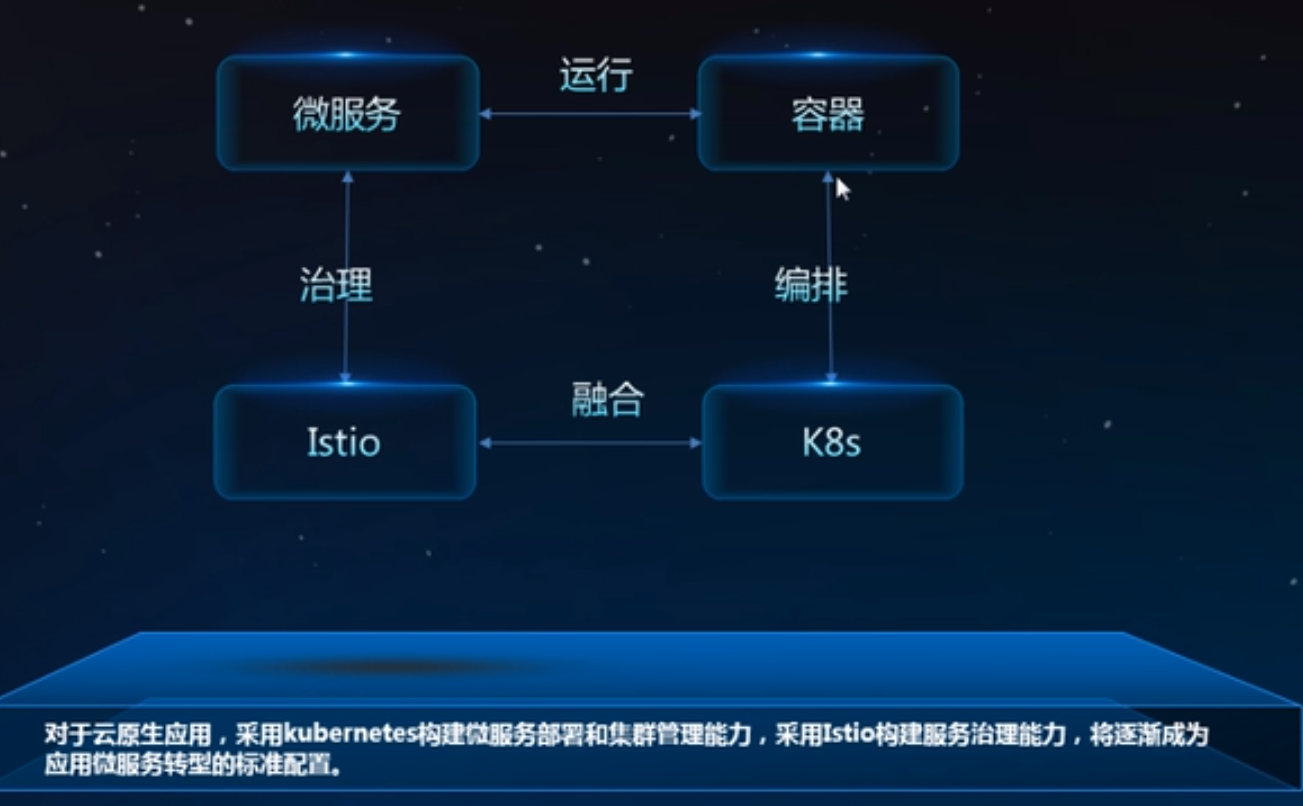 微服务
运行
容器
治理
编排
Istio
融合
K8s
对于云原生应用，采用kubernetes构建微服务部署和集群管理能力，采用Istio构建服务治理能力，将逐渐成为
应用微服务转型的标准配置。